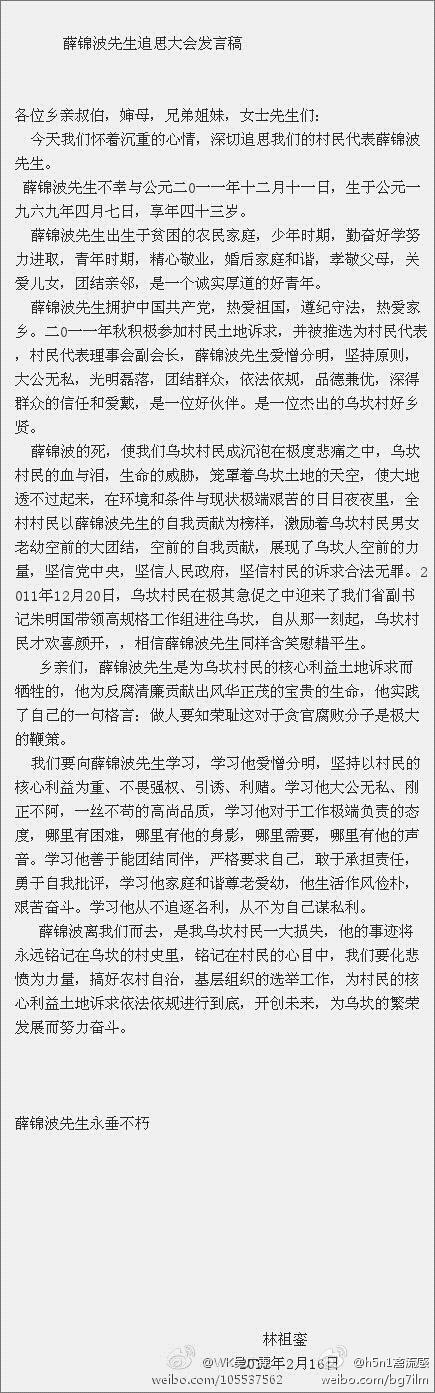 薛锦波先生追思大会发言稿
各位乡亲叔伯，婶母，兄弟姐妹，女士先生们：
今天我们怀着沉重的心情，深切追思我们的村民代表薛锦波
先生。
薛锦波先生不幸与公元二0一一年十二月十一日，生于公元一
九六九年四月七日，享年四十三岁。
薛锦波先生出生于贫困的农民家庭，少年时期，勤奋好学努
力进取，青年时期，精心敬业，婚后家庭和谐，孝敬父母，关
爱儿女，团结亲邻，是一个诚实厚道的好青年。
薛锦波先生拥护中国共产党，热爱祖国，遵纪守法，热爱家
乡。二0一一年秋积极参加村民土地诉求，并被推选为村民代表
，村民代表理事会副会长，薛锦波先生爱憎分明，坚持原则，
大公无私，光明磊落，团结群众，依法依规，品德兼优，深得
群众的信任和爱戴，是一位好伙伴。是一位杰出的乌坎村好乡
贤。
薛锦波的死，使我们乌坎村民成沉泡在极度悲痛之中，乌坎
村民的血与泪，生命的威胁，笼罩着乌坎土地的天空，使大地
透不过起来，在环境和条件与现状极端艰苦的日日夜夜里，全
村村民以薛锦波先生的自我贡献为榜样，激励着乌坎村民男女
老幼空前的大团结，空前的自我贡献，展现了乌坎人空前的力
量，坚信党中央，坚信人民政府，坚信村民的诉求合法无罪。2
011年12月20日，乌坎村民在极其急促之中迎来了我们省副书
记朱明国带领高规格工作组进往乌坎，自从那一刻起，乌坎村
民才欢喜颜开，，相信薛锦波先生同样含笑慰耤平生。
乡亲们，薛锦波先生是为乌坎村民的核心利益土地诉求而
牺牲的，他为反腐清廉贡献出风华正茂的宝贵的生命，他实践
了自己的一句格言：做人要知荣耻这对于贪官腐败分子是极大
的鞭策。
我们要向薛锦波先生学习，学习他爱憎分明，坚持以村民的
核心利益为重、不畏强权、引诱、利赌。学习他大公无私、刚
正不阿，一丝不苟的高尚品质，学习他对于工作极端负责的态
度，哪里有困难，哪里有他的身影，哪里需要，哪里有他的声
音。学习他善于能团结同伴，严格要求自己，敢于承担责任，
勇于自我批评，学习他家庭和谐尊老爱幼，他生活作风俭朴，
艰苦奋斗。学习他从不追逐名利，从不为自己谋私利。
薛锦波离我们而去，是我乌坎村民一大损失，他的事迹将
永远铭记在乌坎的村史里，铭记在村民的心目中，我们要化悲
愤为力量，搞好农村自治，基层组织的选举工作，为村民的核
心利益土地诉求依法依规进行到底，开创未来，为乌坎的繁荣
发展而努力奋斗。
薛锦波先生永垂不朽
林祖銮
2012年2月16日
weibo.com/105537562
@h5n1禽流感
weibo.com/bg7ilm